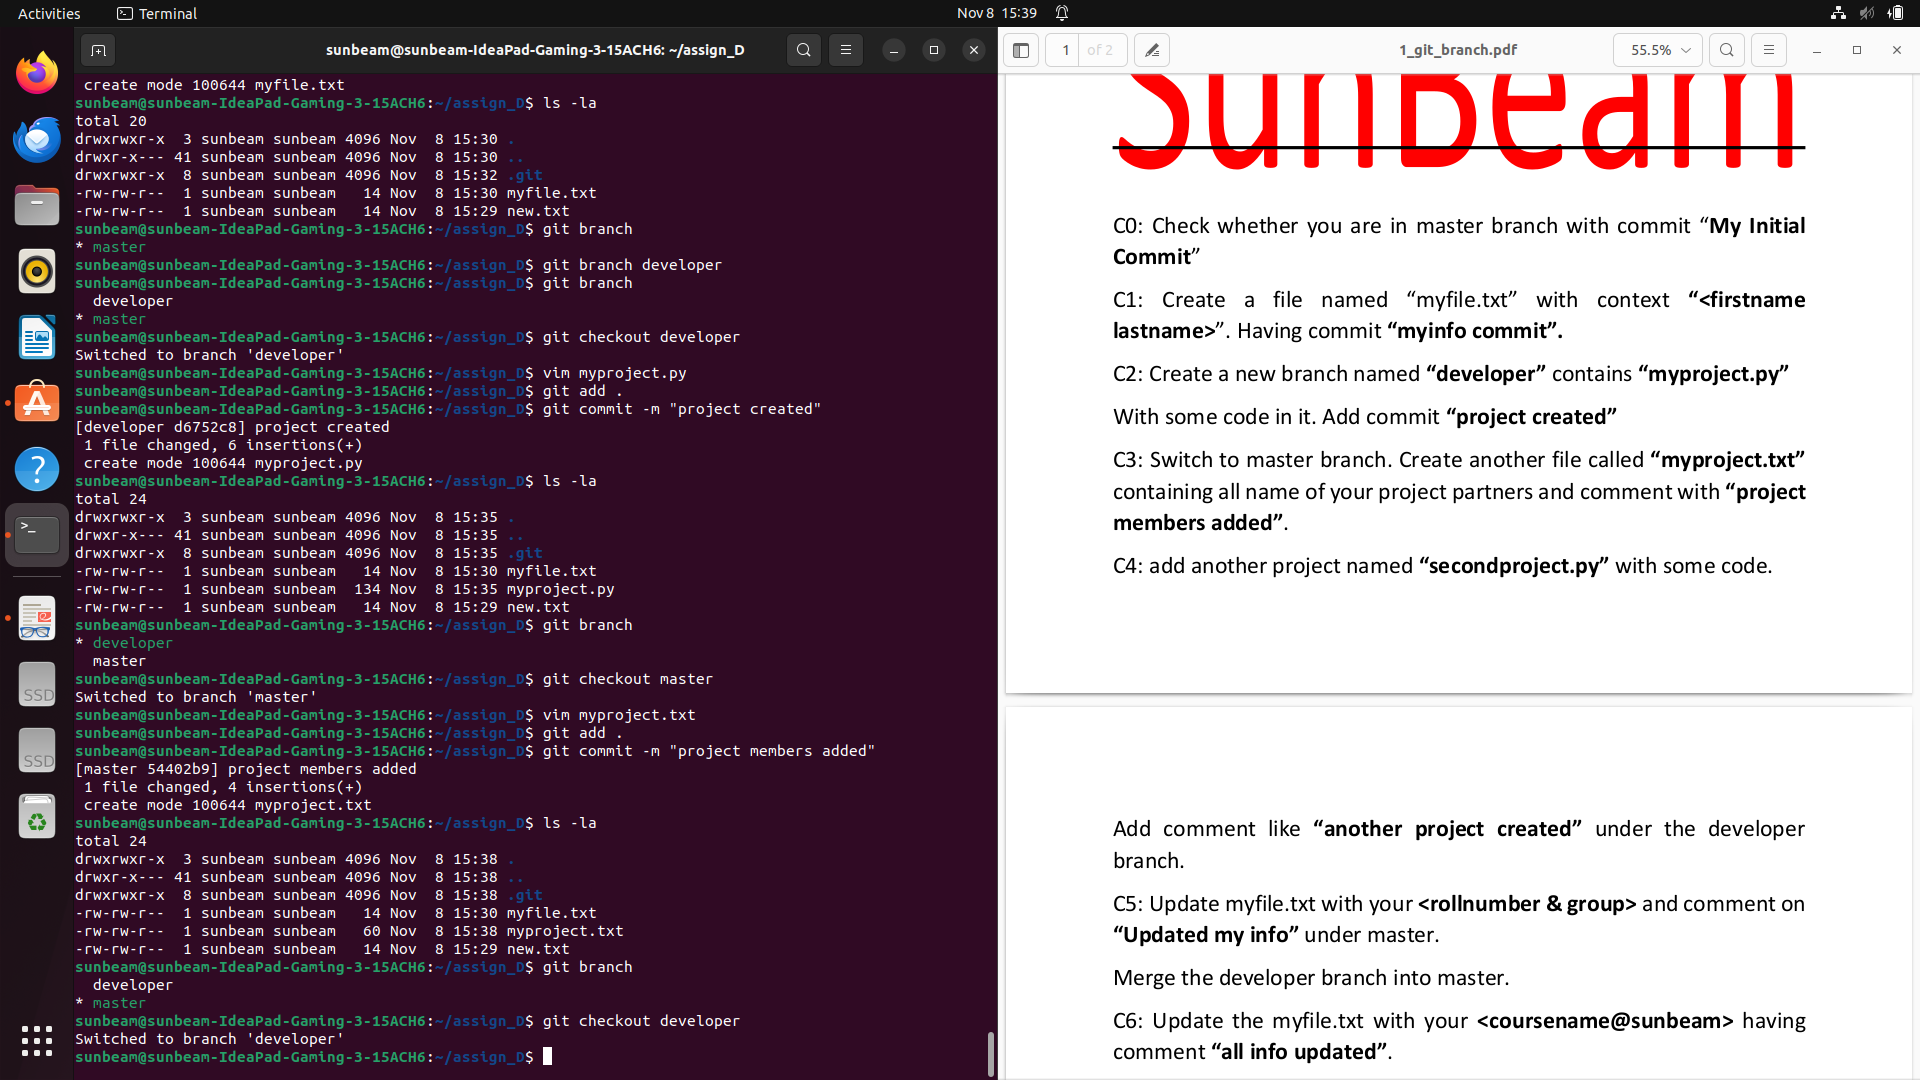 Activities
Terminal
Nov 8 15:39
sunbeam@sunbeam-IdeaPad-Gaming-3-15ACH6: ~/assign_D
create mode 100644 myfile.txt
sunbeam@sunbeam-IdeaPad-Gaming-3-15ACH6:~/assign_D$ ls -la
total 20
drwxrwxr-x  3 sunbeam sunbeam 4096 Nov  8 15:30 .
drwxr-x--- 41 sunbeam sunbeam 4096 Nov  8 15:30 ..
drwxrwxr-x  8 sunbeam sunbeam 4096 Nov  8 15:32 .git
-rw-rw-r--  1 sunbeam sunbeam   14 Nov  8 15:30 myfile.txt
-rw-rw-r--  1 sunbeam sunbeam   14 Nov  8 15:29 new.txt
sunbeam@sunbeam-IdeaPad-Gaming-3-15ACH6:~/assign_D$ git branch
* master
sunbeam@sunbeam-IdeaPad-Gaming-3-15ACH6:~/assign_D$ git branch developer
sunbeam@sunbeam-IdeaPad-Gaming-3-15ACH6:~/assign_D$ git branch
developer
* master
sunbeam@sunbeam-IdeaPad-Gaming-3-15ACH6:~/assign_D$ git checkout developer
Switched to branch 'developer'
sunbeam@sunbeam-IdeaPad-Gaming-3-15ACH6:~/assign_D$ vim myproject.py
sunbeam@sunbeam-IdeaPad-Gaming-3-15ACH6:~/assign_D$ git add .
sunbeam@sunbeam-IdeaPad-Gaming-3-15ACH6:~/assign_D$ git commit -m "project created"
[developer d6752c8] project created
1 file changed, 6 insertions(+)
create mode 100644 myproject.py
sunbeam@sunbeam-IdeaPad-Gaming-3-15ACH6:~/assign_D$ ls -la
total 24
drwxrwxr-x  3 sunbeam sunbeam 4096 Nov  8 15:35 .
drwxr-x--- 41 sunbeam sunbeam 4096 Nov  8 15:35 ..
drwxrwxr-x  8 sunbeam sunbeam 4096 Nov  8 15:35 .git
-rw-rw-r--  1 sunbeam sunbeam   14 Nov  8 15:30 myfile.txt
-rw-rw-r--  1 sunbeam sunbeam  134 Nov  8 15:35 myproject.py
-rw-rw-r--  1 sunbeam sunbeam   14 Nov  8 15:29 new.txt
sunbeam@sunbeam-IdeaPad-Gaming-3-15ACH6:~/assign_D$ git branch
* developer
master
sunbeam@sunbeam-IdeaPad-Gaming-3-15ACH6:~/assign_D$ git checkout master
Switched to branch 'master'
sunbeam@sunbeam-IdeaPad-Gaming-3-15ACH6:~/assign_D$ vim myproject.txt
sunbeam@sunbeam-IdeaPad-Gaming-3-15ACH6:~/assign_D$ git add .
sunbeam@sunbeam-IdeaPad-Gaming-3-15ACH6:~/assign_D$ git commit -m "project members added"
[master 54402b9] project members added
1 file changed, 4 insertions(+)
create mode 100644 myproject.txt
sunbeam@sunbeam-IdeaPad-Gaming-3-15ACH6:~/assign_D$ ls -la
total 24
drwxrwxr-x  3 sunbeam sunbeam 4096 Nov  8 15:38 .
drwxr-x--- 41 sunbeam sunbeam 4096 Nov  8 15:38 ..
drwxrwxr-x  8 sunbeam sunbeam 4096 Nov  8 15:38 .git
-rw-rw-r--  1 sunbeam sunbeam   14 Nov  8 15:30 myfile.txt
-rw-rw-r--  1 sunbeam sunbeam   60 Nov  8 15:38 myproject.txt
-rw-rw-r--  1 sunbeam sunbeam   14 Nov  8 15:29 new.txt
sunbeam@sunbeam-IdeaPad-Gaming-3-15ACH6:~/assign_D$ git branch
developer
* master
sunbeam@sunbeam-IdeaPad-Gaming-3-15ACH6:~/assign_D$ git checkout developer
Switched to branch 'developer'
sunbeam@sunbeam-IdeaPad-Gaming-3-15ACH6:~/assign_D$
SSD
SSD
1 of 2
1_git_branch.pdf
55.5%
SunBeam
C0: Check whether you are in master branch with commit “My Initial
Commit”
C1: Create a file named “myfile.txt” with context “<firstname
lastname>”. Having commit “myinfo commit”.
C2: Create a new branch named “developer” contains “myproject.py”
With some code in it. Add commit “project created”
C3: Switch to master branch. Create another file called “myproject.txt”
containing all name of your project partners and comment with “project
members added”.
C4: add another project named “secondproject.py” with some code.
Add comment like “another project created” under the developer
branch.
C5: Update myfile.txt with your <rollnumber & group> and comment on
“Updated my info” under master.
Merge the developer branch into master.
C6: Update the myfile.txt with your <coursename@sunbeam> having
comment “all info updated”.